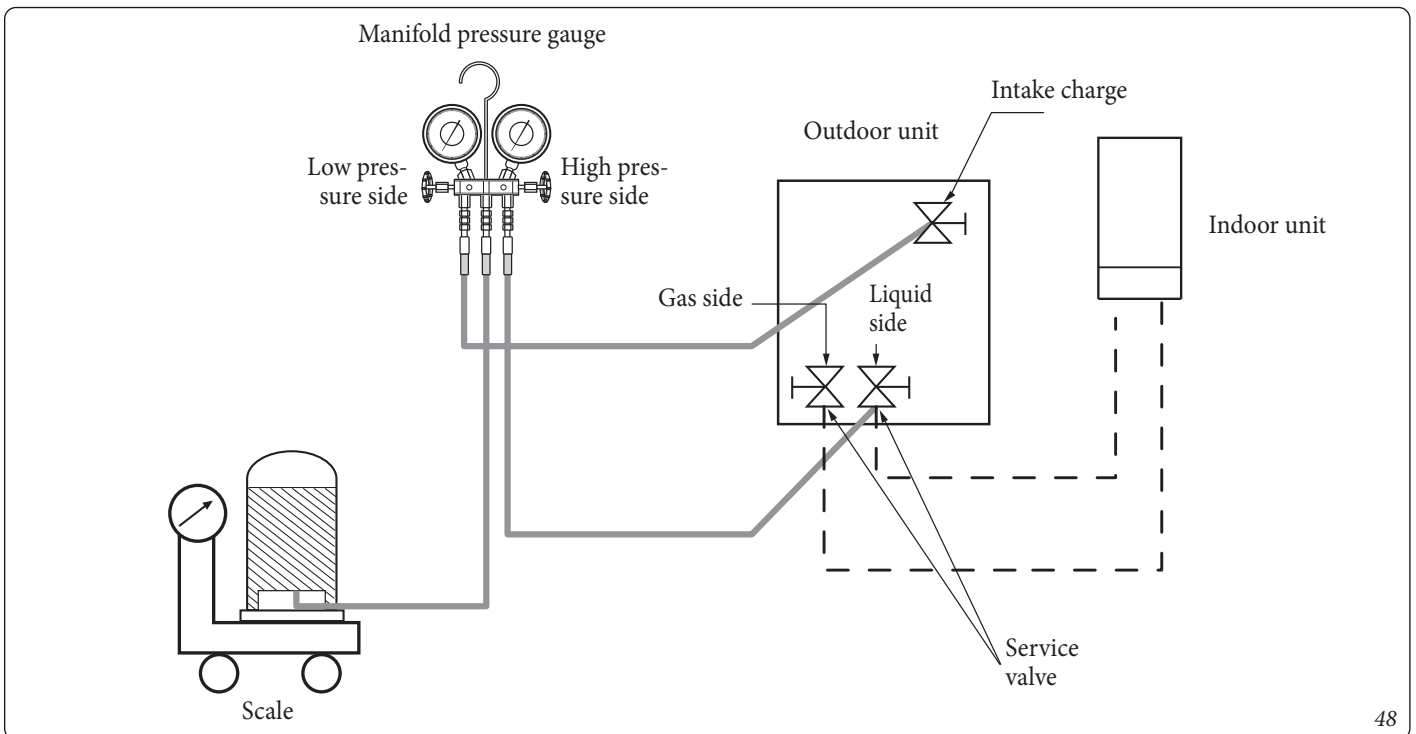 Manifold pressure gauge
Intake charge
Outdoor unit
Low pres-
sure side
High pres-
sure side
Indoor unit
Gas side
Liquid
side
Service
valve
Scale
48